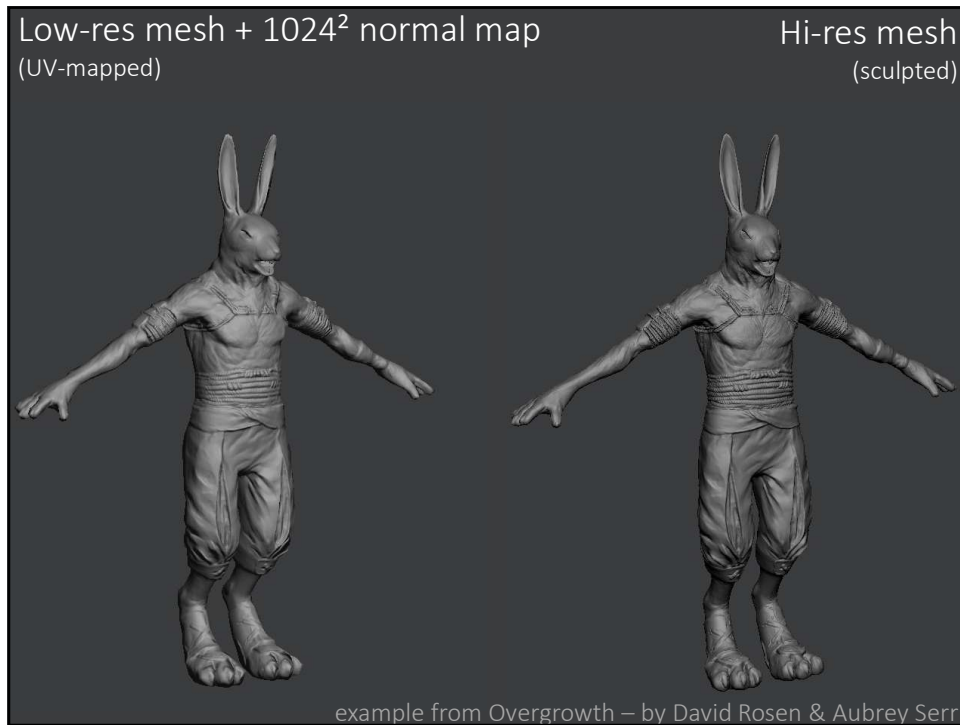 Low-res mesh + 1024² normal map
(UV-mapped)
Hi-res mesh
(sculpted)
example from Overgrowth – by David Rosen & Aubrey Serr